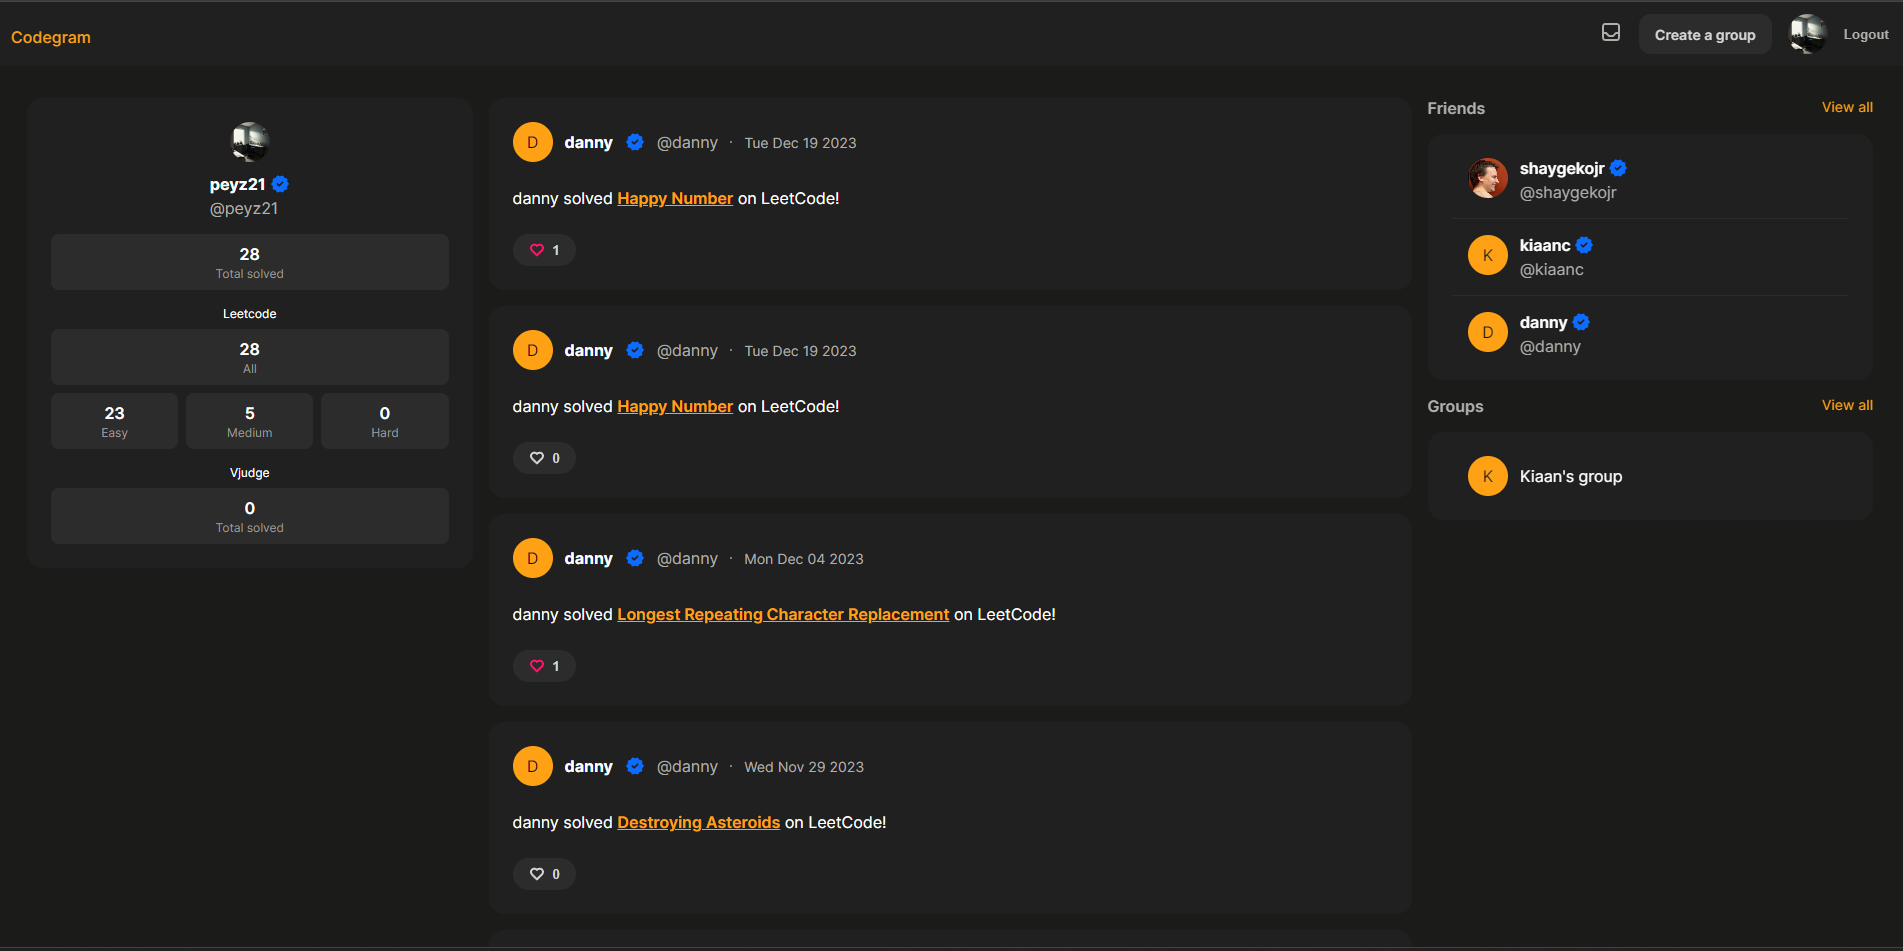 Codegram
Create a group
Logout
peyz21
@peyz21
28
Total solved
Leetcode
28
All
23
Easy
5
Medium
0
Hard
Vjudge
0
Total solved
D danny @danny · Tue Dec 19 2023
danny solved Happy Number on LeetCode!
1
D danny @danny · Tue Dec 19 2023
danny solved Happy Number on LeetCode!
0
D danny @danny · Mon Dec 04 2023
danny solved Longest Repeating Character Replacement on LeetCode!
1
D danny @danny · Wed Nov 29 2023
danny solved Destroying Asteroids on LeetCode!
0
Friends View all
shaygekojr
@shaygekojr
K kiaanc
@kiaanc
D danny
@danny
Groups View all
K Kiaan's group